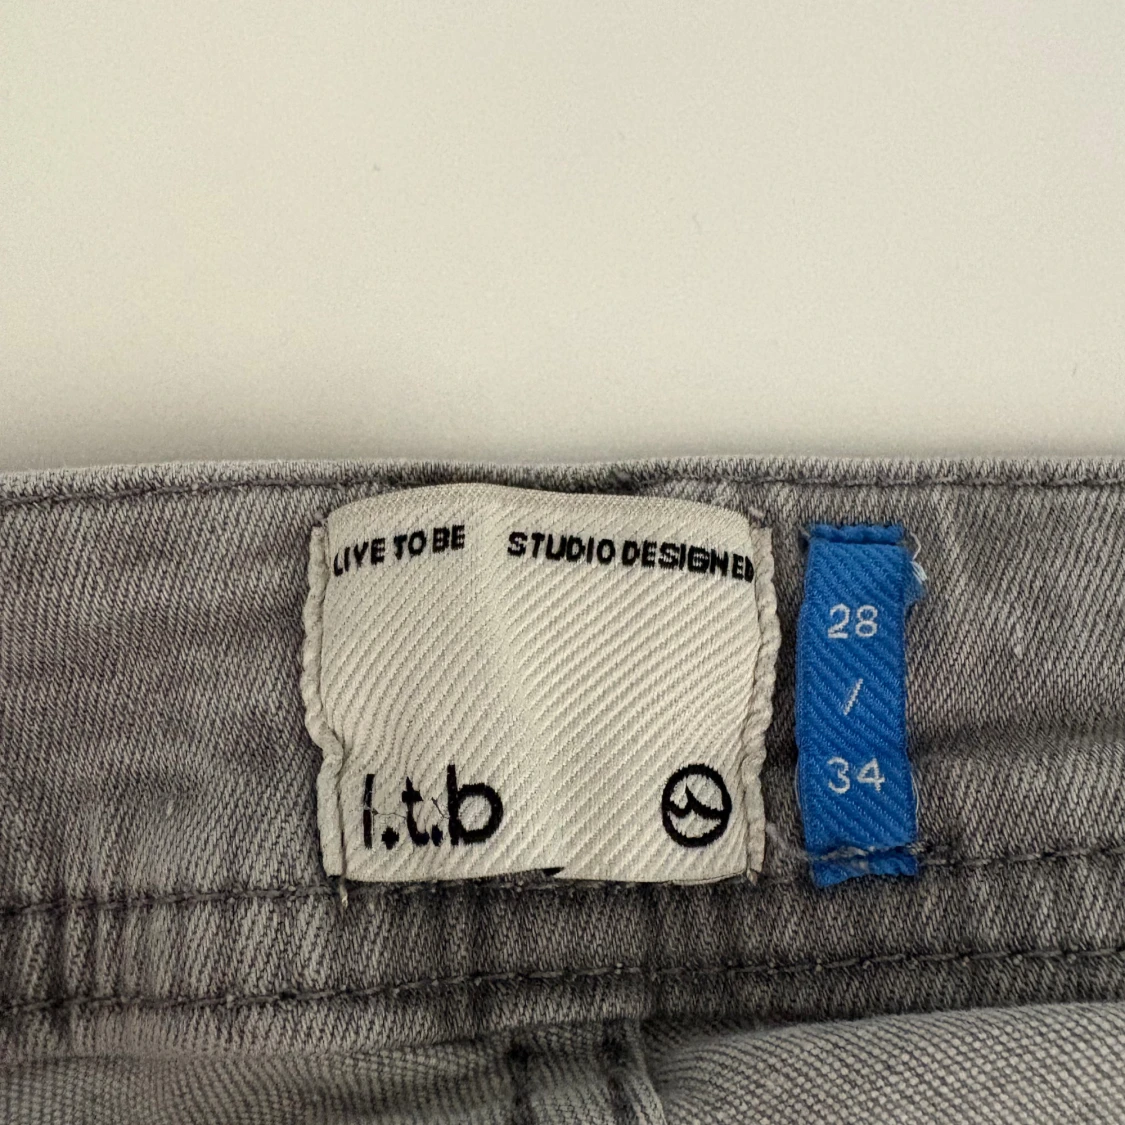 LIVE TO BE STUDIO DESIGNED
l.t.b
28
/
34